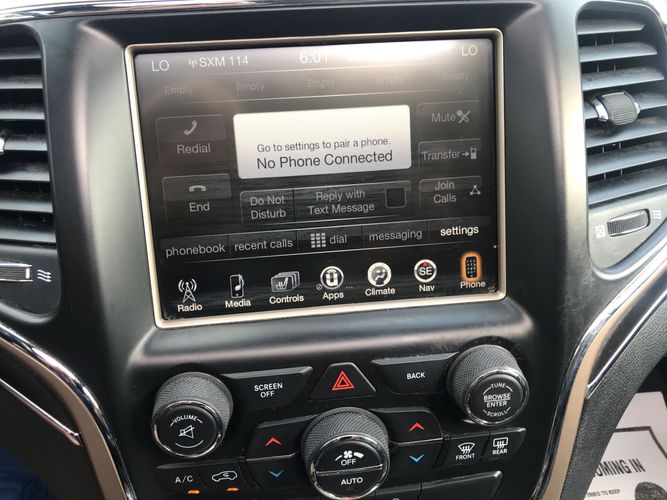 LO SXM 114 6:01 LO
Empty Empty Empty Empty Empty
Redial
Go to settings to pair a phone.
No Phone Connected
Mute
Transfer
End
Do Not
Disturb
Reply with
Text Message
Join
Calls
phonebook recent calls dial messaging settings
SE
Radio Media Controls Apps Climate Nav Phone
SCREEN
OFF
BACK
VOLUME
TUNE
BROWSE
ENTER
SCROLL
OFF
AUTO
A/C
FRONT
REAR
COMING IN